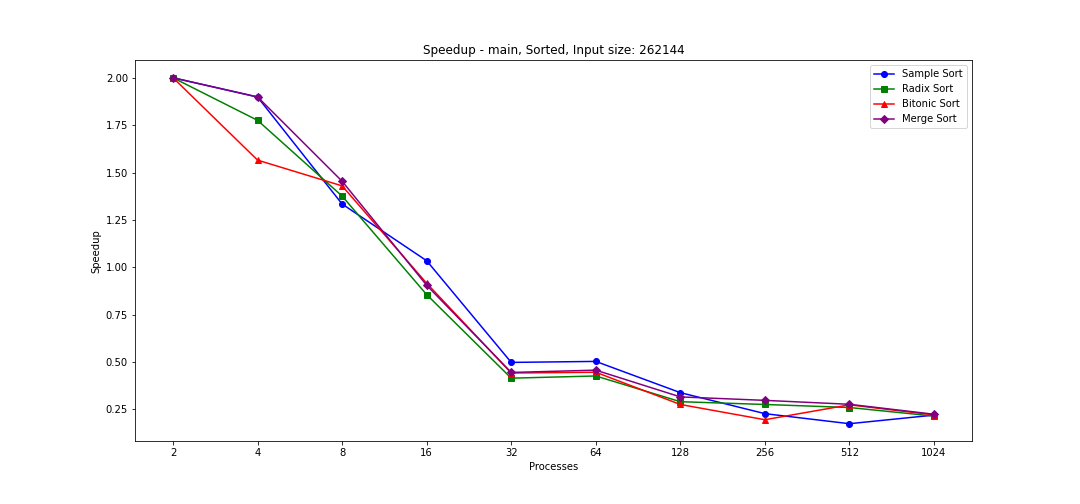 Speedup - main, Sorted, Input size: 262144
Sample Sort
Radix Sort
Bitonic Sort
Merge Sort
Speedup
2.00
1.75
1.50
1.25
1.00
0.75
0.50
0.25
2 4 8 16 32 64 128 256 512 1024
Processes